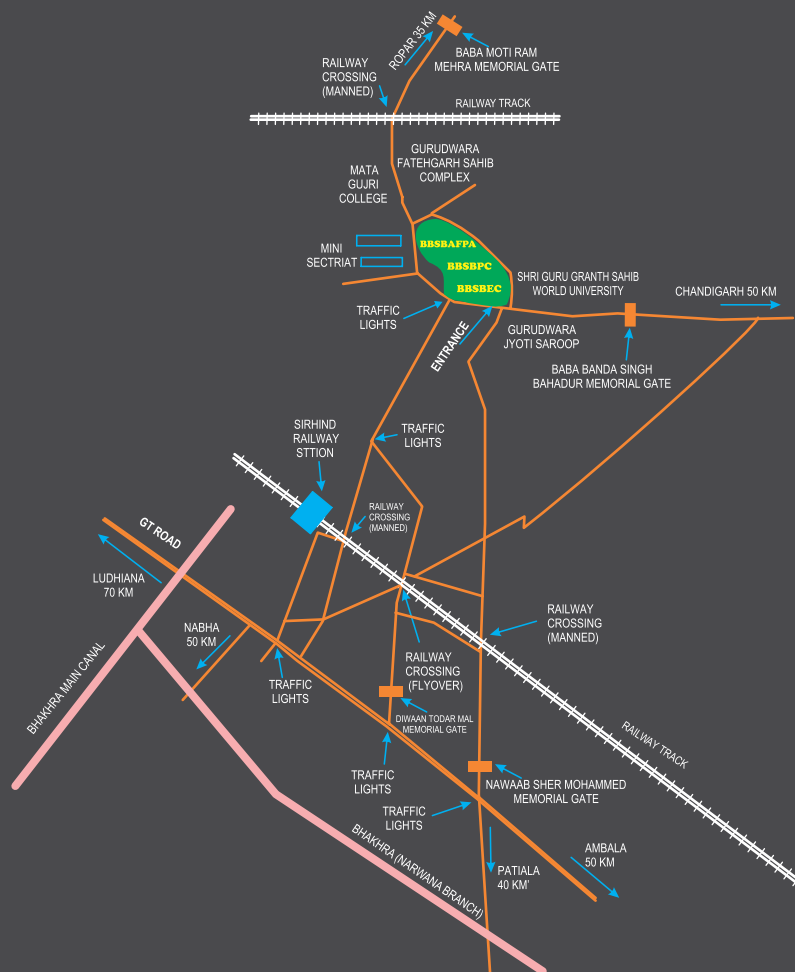 ROPAR 35 KM
BABA MOTI RAM
MEHRA MEMORIAL GATE
RAILWAY
CROSSING
(MANNED)
RAILWAY TRACK
GURUDWARA
FATEHGARH SAHIB
COMPLEX
MATA
GUJRI
COLLEGE
MINI
SECTRIAT
BBSBAFPA
BBSBPC
BBSBEC
SHRI GURU GRANTH SAHIB
WORLD UNIVERSITY
CHANDIGARH 50 KM
TRAFFIC
LIGHTS
ENTRANCE
GURUDWARA
JYOTI SAROOP
BABA BANDA SINGH
BAHADUR MEMORIAL GATE
SIRHIND
RAILWAY
STTION
TRAFFIC
LIGHTS
RAILWAY
CROSSING
(MANNED)
GT ROAD
LUDHIANA
70 KM
NABHA
50 KM
BHAKHRA MAIN CANAL
TRAFFIC
LIGHTS
RAILWAY
CROSSING
(FLYOVER)
RAILWAY
CROSSING
(MANNED)
DIWAAN TODAR MAL
MEMORIAL GATE
RAILWAY TRACK
TRAFFIC
LIGHTS
NAWAAB SHER MOHAMMED
MEMORIAL GATE
TRAFFIC
LIGHTS
BHAKHRA (NARWANA BRANCH)
PATIALA
40 KM'
AMBALA
50 KM